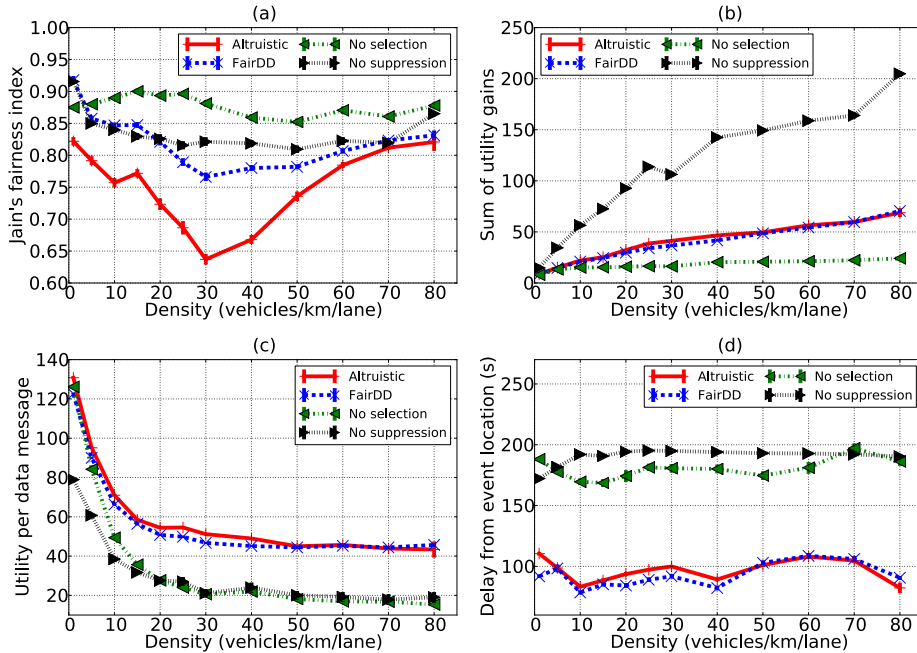 (a)
Jain's fairness index
1.00
0.95
0.90
0.85
0.80
0.75
0.70
0.65
0.60
Altruistic
FairDD
No selection
No suppression
0 10 20 30 40 50 60 70 80
Density (vehicles/km/lane)
(b)
Sum of utility gains
250
200
150
100
50
0
Altruistic
FairDD
No selection
No suppression
0 10 20 30 40 50 60 70 80
Density (vehicles/km/lane)
(c)
Utility per data message
140
120
100
80
60
40
20
Altruistic
FairDD
No selection
No suppression
0 10 20 30 40 50 60 70 80
Density (vehicles/km/lane)
(d)
Delay from event location (s)
250
200
150
100
Altruistic
FairDD
No selection
No suppression
0 10 20 30 40 50 60 70 80
Density (vehicles/km/lane)